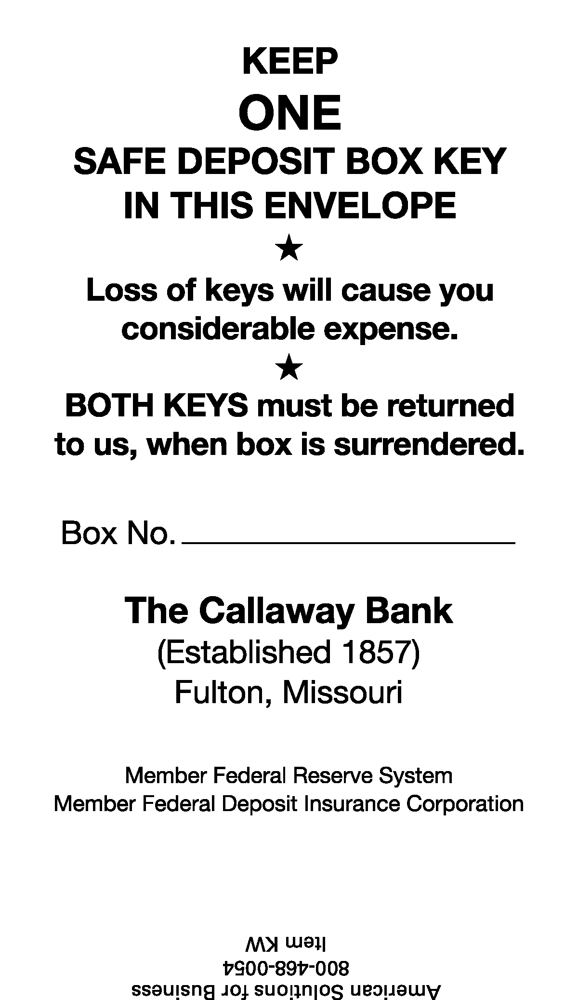 KEEP
ONE
SAFE DEPOSIT BOX KEY
IN THIS ENVELOPE
★
Loss of keys will cause you
considerable expense.
★
BOTH KEYS must be returned
to us, when box is surrendered.
Box No.
The Callaway Bank
(Established 1857)
Fulton, Missouri
Member Federal Reserve System
Member Federal Deposit Insurance Corporation
American Solutions for Business
800-468-0054
Item KW